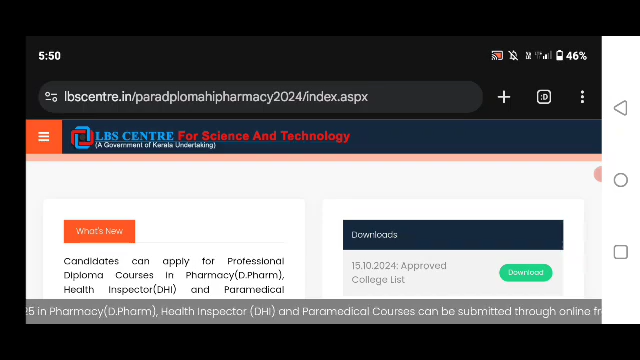 5:50
46%
lbscentre.in/paradplomahipharmacy2024/index.aspx
:D
LBS CENTRE For Science And Technology
(A Government of Kerala Undertaking)
What's New
Candidates can apply for Professional
Diploma Courses in Pharmacy(D.Pharm),
Health Inspector(DHI) and Paramedical
Downloads
15.10.2024: Approved
College List
Download
25 in Pharmacy(D.Pharm), Health Inspector (DHI) and Paramedical Courses can be submitted through online